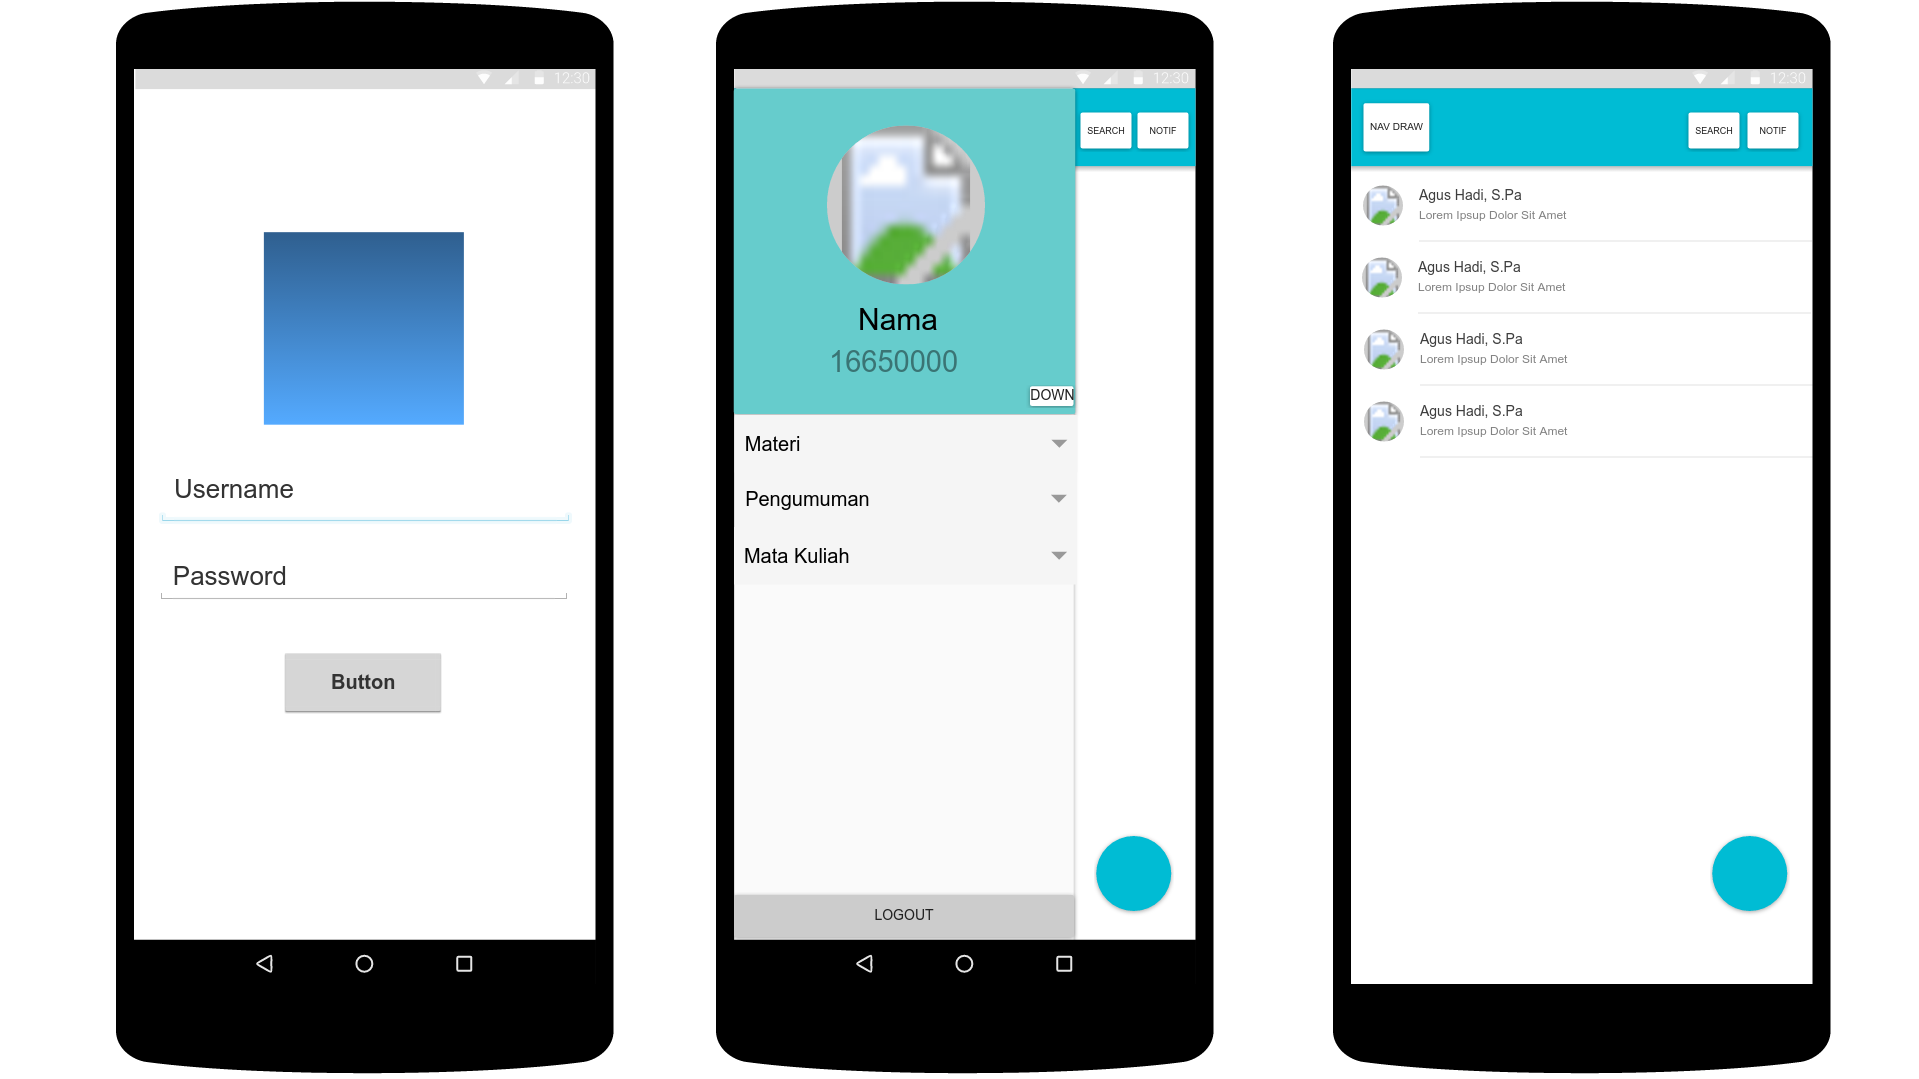 12:30
Username
Password
Button
12:30
SEARCH
NOTIF
Nama
16650000
DOWN
Materi
Pengumuman
Mata Kuliah
LOGOUT
12:30
NAV DRAW
SEARCH
NOTIF
Agus Hadi, S.Pa
Lorem Ipsup Dolor Sit Amet
Agus Hadi, S.Pa
Lorem Ipsup Dolor Sit Amet
Agus Hadi, S.Pa
Lorem Ipsup Dolor Sit Amet
Agus Hadi, S.Pa
Lorem Ipsup Dolor Sit Amet